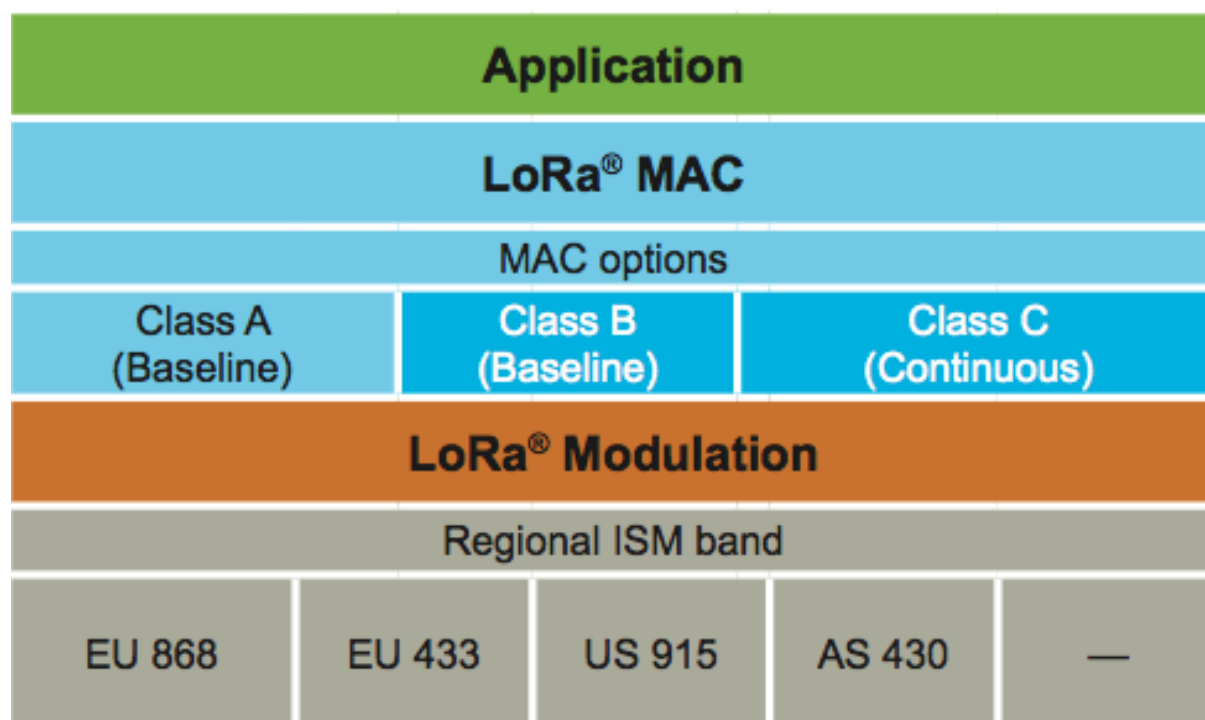 Application
LoRa® MAC
MAC options
Class A
(Baseline)
Class B
(Baseline)
Class C
(Continuous)
LoRa® Modulation
Regional ISM band
EU 868
EU 433
US 915
AS 430
—